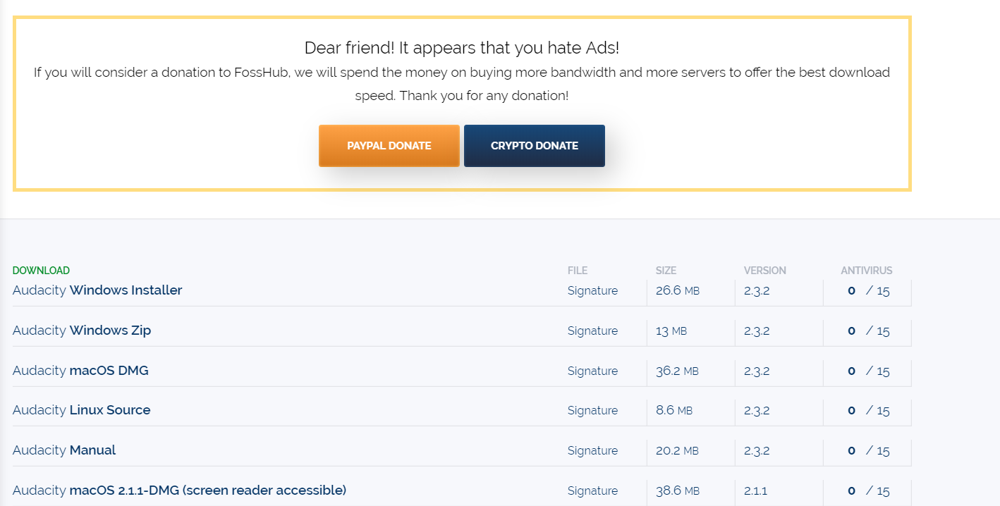 Dear friend! It appears that you hate Ads!
If you will consider a donation to FossHub, we will spend the money on buying more bandwidth and more servers to offer the best download
speed. Thank you for any donation!
PAYPAL DONATE CRYPTO DONATE
DOWNLOAD FILE SIZE VERSION ANTIVIRUS
Audacity Windows Installer Signature 26.6 MB 2.3.2 0 / 15
Audacity Windows Zip Signature 13 MB 2.3.2 0 / 15
Audacity macOS DMG Signature 36.2 MB 2.3.2 0 / 15
Audacity Linux Source Signature 8.6 MB 2.3.2 0 / 15
Audacity Manual Signature 20.2 MB 2.3.2 0 / 15
Audacity macOS 2.1.1-DMG (screen reader accessible) Signature 38.6 MB 2.1.1 0 / 15